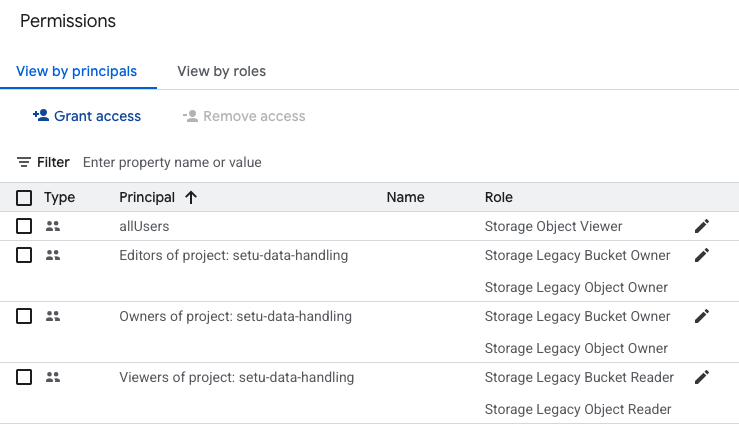 Permissions
View by principals View by roles
Grant access Remove access
Filter Enter property name or value
Type Principal Name Role
allUsers Storage Object Viewer
Editors of project: setu-data-handling Storage Legacy Bucket Owner
Storage Legacy Object Owner
Owners of project: setu-data-handling Storage Legacy Bucket Owner
Storage Legacy Object Owner
Viewers of project: setu-data-handling Storage Legacy Bucket Reader
Storage Legacy Object Reader